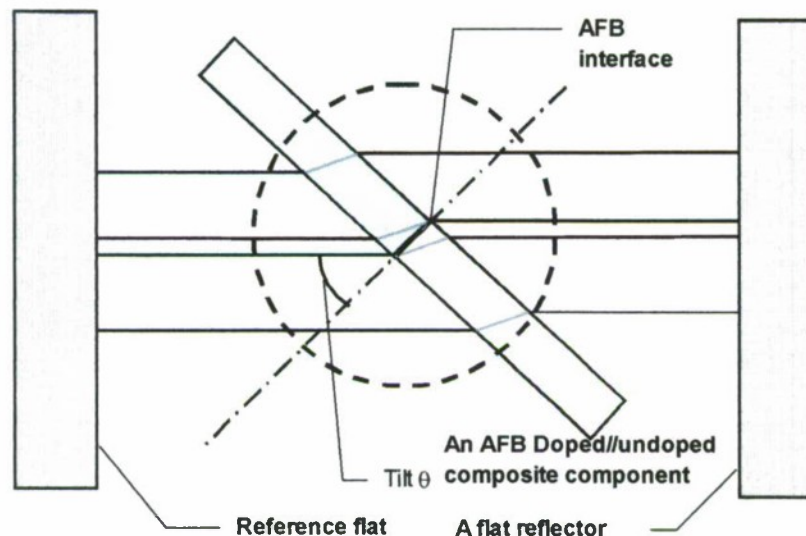 AFB
interface
Tilt θ
An AFB Doped//undoped
composite component
Reference flat
A flat reflector